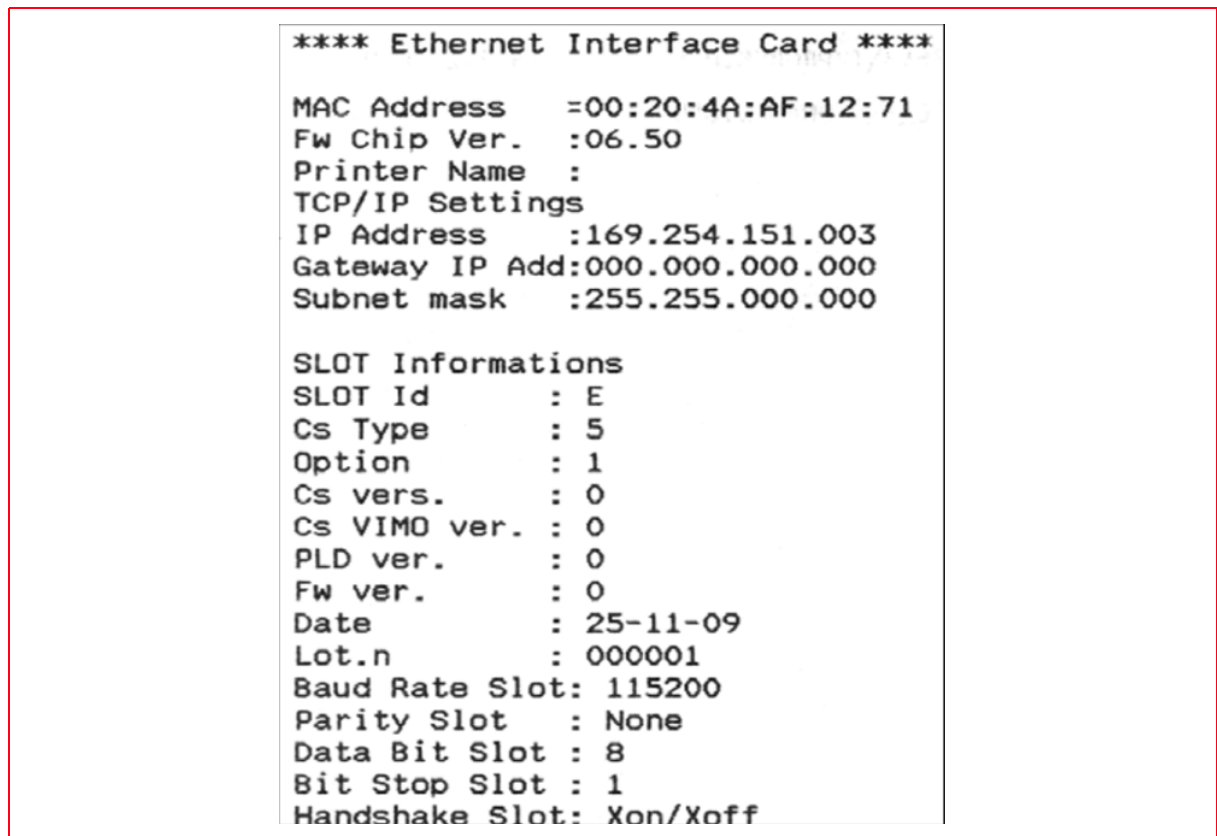 **** Ethernet Interface Card ****
MAC Address =00:20:4A:AF:12:71
Fw Chip Ver. :06.50
Printer Name :
TCP/IP Settings
IP Address :169.254.151.003
Gateway IP Add:000.000.000.000
Subnet mask :255.255.000.000
SLOT Informations
SLOT Id : E
Cs Type : 5
Option : 1
Cs vers. : 0
Cs VIMO ver. : 0
PLD ver. : 0
Fw ver. : 0
Date : 25-11-09
Lot.n : 000001
Baud Rate Slot: 115200
Parity Slot : None
Data Bit Slot : 8
Bit Stop Slot : 1
Handshake Slot: Xon/Xoff